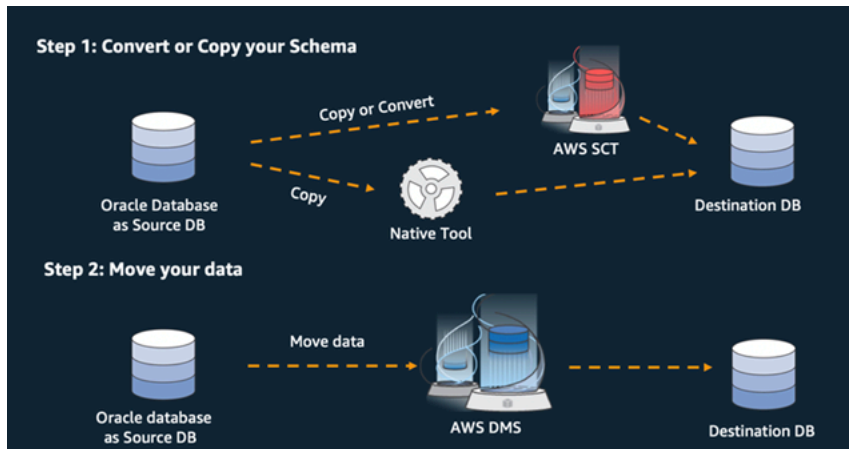 Step 1: Convert or Copy your Schema
Copy or Convert
AWS SCT
Oracle Database
as Source DB
Copy
Native Tool
Destination DB
Step 2: Move your data
Move data
Oracle database
as Source DB
AWS DMS
Destination DB